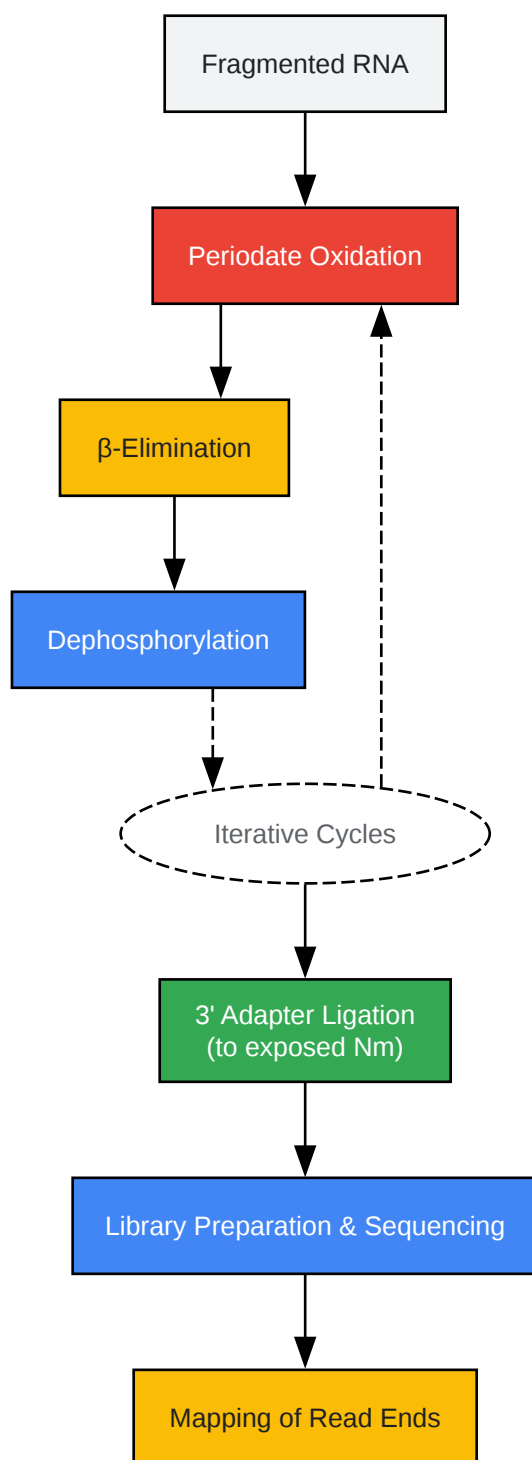 Fragmented RNA
Periodate Oxidation
β-Elimination
Dephosphorylation
Iterative Cycles
3' Adapter Ligation
(to exposed Nm)
Library Preparation & Sequencing
Mapping of Read Ends